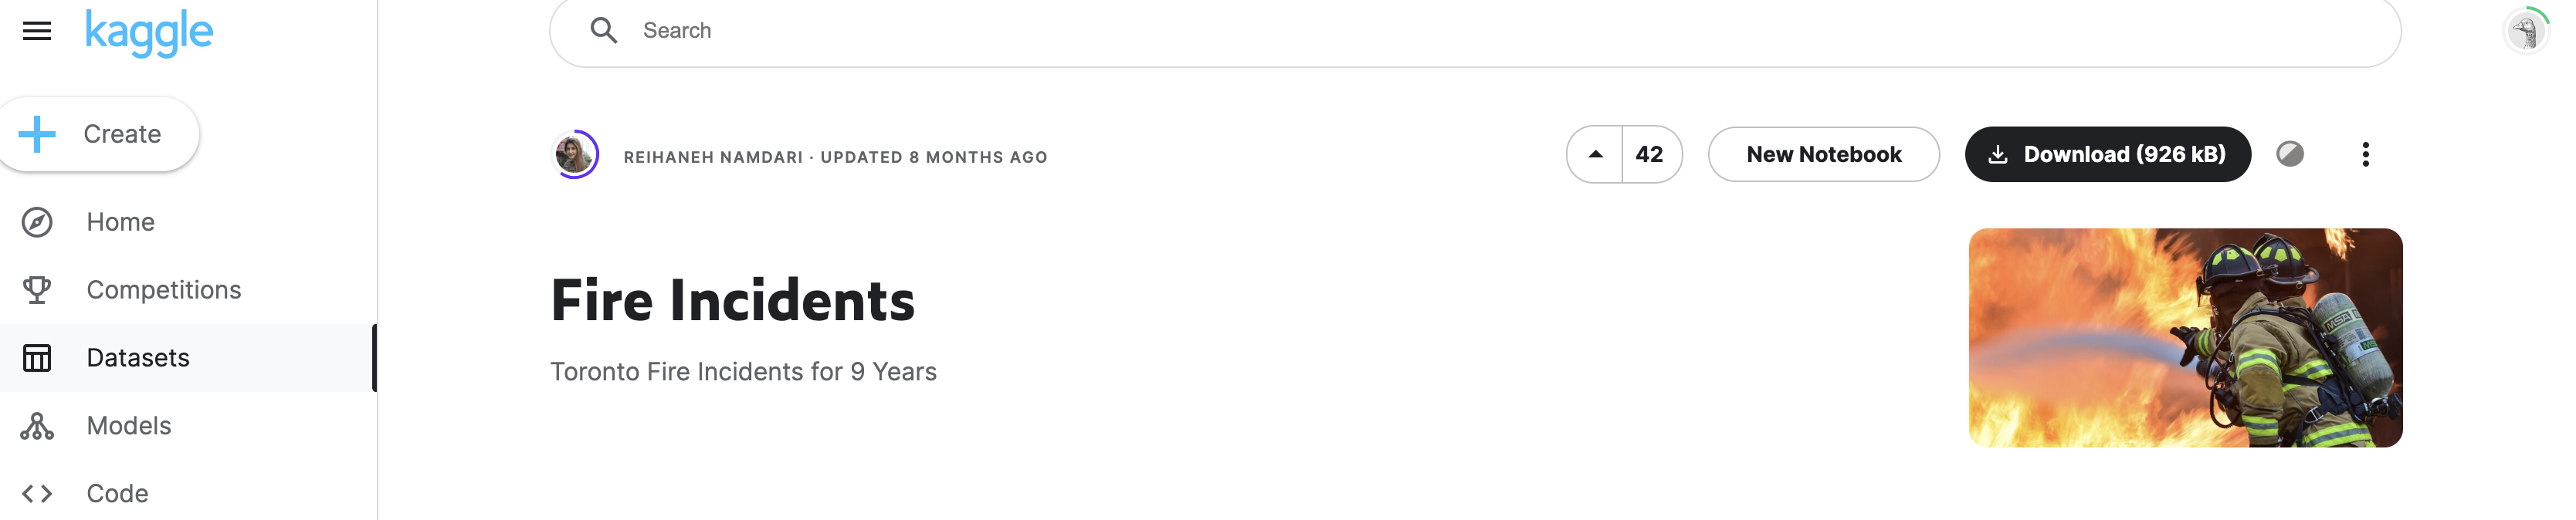 kaggle
Search
Create
Home
Competitions
Datasets
Models
Code
REIHANEH NAMDARI · UPDATED 8 MONTHS AGO
42
New Notebook
Download (926 kB)
Fire Incidents
Toronto Fire Incidents for 9 Years
MSA